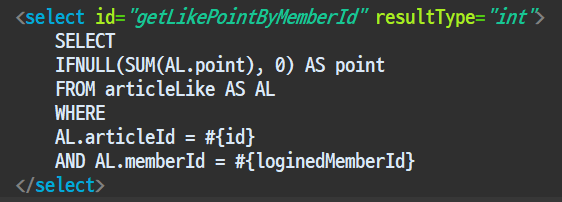 <select id="getLikePointByMemberId" resultType="int">
SELECT
IFNULL(SUM(AL.point), 0) AS point
FROM articleLike AS AL
WHERE
AL.articleId = #{id}
AND AL.memberId = #{loginedMemberId}
</select>